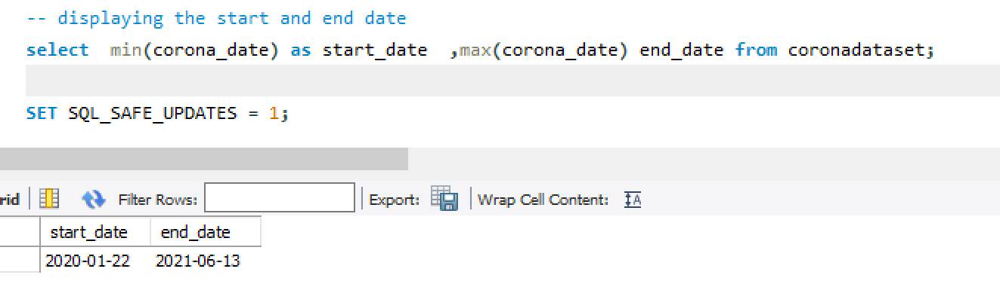 -- displaying the start and end date
select  min(corona_date) as start_date  ,max(corona_date) end_date from coronadataset;
SET SQL_SAFE_UPDATES = 1;
rid Filter Rows: Export: Wrap Cell Content: IA
start_date end_date
2020-01-22 2021-06-13